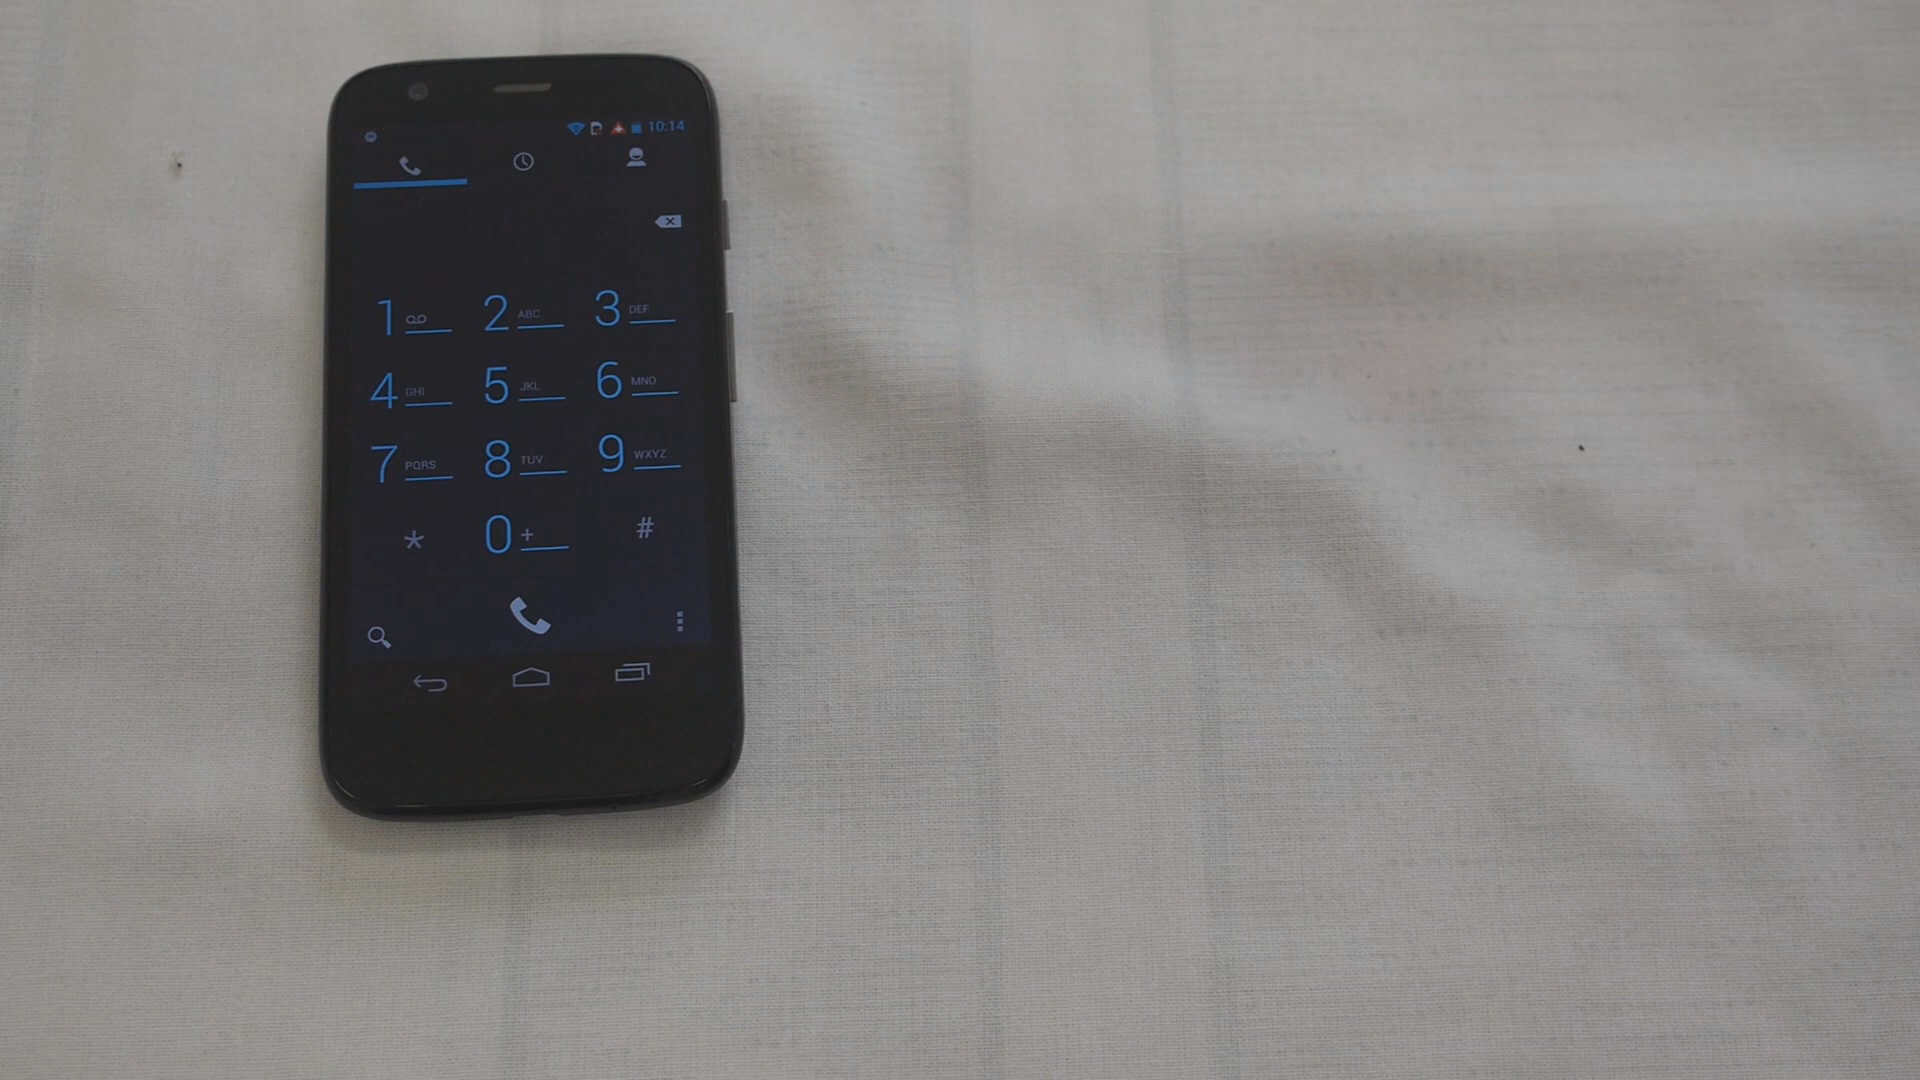 10:14
1 2 ABC 3 DEF
4 GHI 5 JKL 6 MNO
7 PQRS 8 TUV 9 WXYZ
* 0 + #